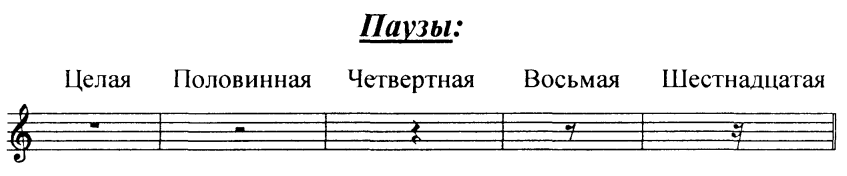 Паузы:
Целая Половинная Четвертная Восьмая Шестнадцатая